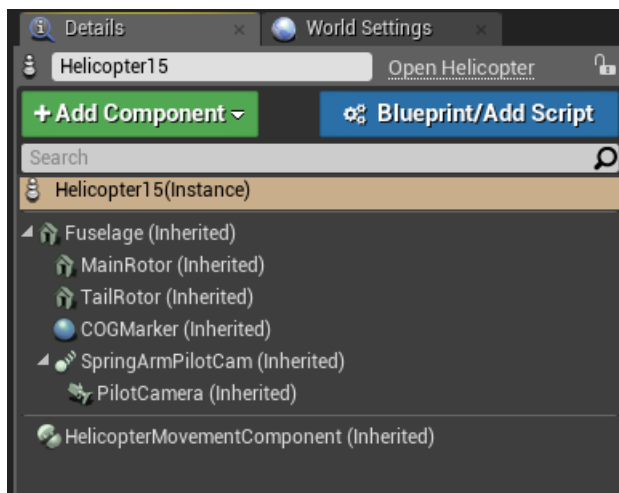 Details
World Settings
Helicopter15
Open Helicopter
+ Add Component
Blueprint/Add Script
Search
Helicopter15(Instance)
Fuselage (Inherited)
MainRotor (Inherited)
TailRotor (Inherited)
COGMarker (Inherited)
SpringArmPilotCam (Inherited)
PilotCamera (Inherited)
HelicopterMovementComponent (Inherited)